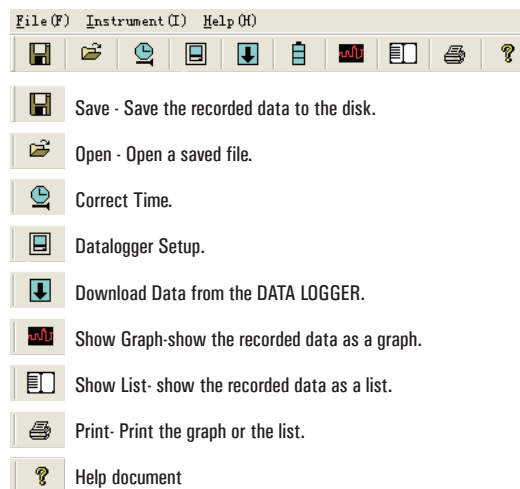 File(F) Instrument(I) Help(H)
Save - Save the recorded data to the disk.
Open - Open a saved file.
Correct Time.
Datalogger Setup.
Download Data from the DATA LOGGER.
Show Graph-show the recorded data as a graph.
Show List- show the recorded data as a list.
Print- Print the graph or the list.
Help document